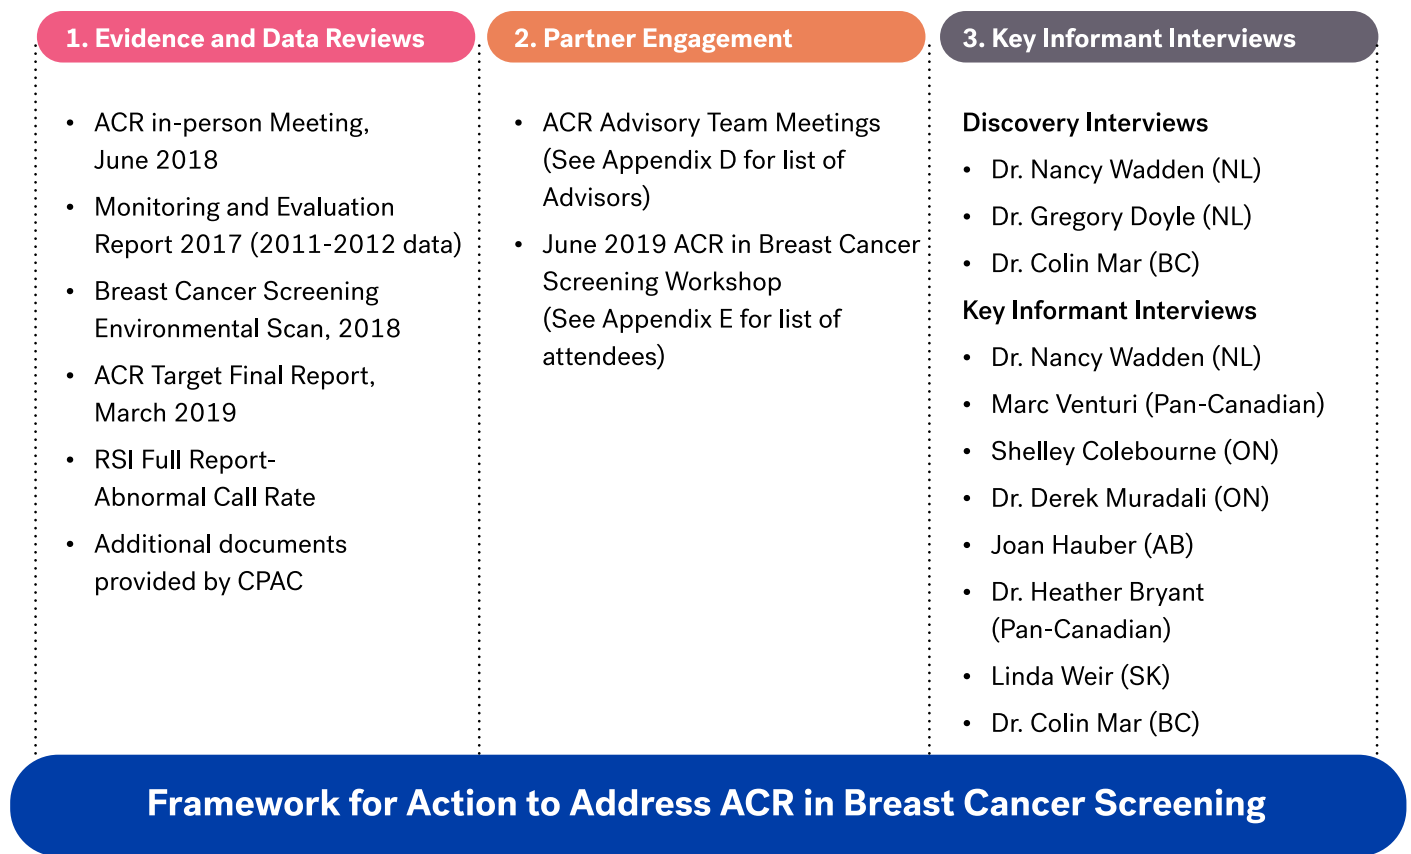 1. Evidence and Data Reviews
• ACR in-person Meeting,
June 2018
• Monitoring and Evaluation
Report 2017 (2011-2012 data)
• Breast Cancer Screening
Environmental Scan, 2018
• ACR Target Final Report,
March 2019
• RSI Full Report-
Abnormal Call Rate
• Additional documents
provided by CPAC
2. Partner Engagement
• ACR Advisory Team Meetings
(See Appendix D for list of
Advisors)
• June 2019 ACR in Breast Cancer
Screening Workshop
(See Appendix E for list of
attendees)
3. Key Informant Interviews
Discovery Interviews
• Dr. Nancy Wadden (NL)
• Dr. Gregory Doyle (NL)
• Dr. Colin Mar (BC)
Key Informant Interviews
• Dr. Nancy Wadden (NL)
• Marc Venturi (Pan-Canadian)
• Shelley Colebourne (ON)
• Dr. Derek Muradali (ON)
• Joan Hauber (AB)
• Dr. Heather Bryant
(Pan-Canadian)
• Linda Weir (SK)
• Dr. Colin Mar (BC)
Framework for Action to Address ACR in Breast Cancer Screening